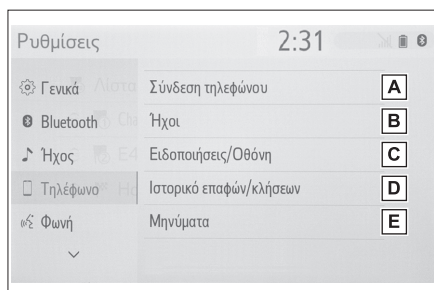 Ρυθμίσεις 2:31
Γενικά
Bluetooth
Ήχος
Τηλέφωνο
Φωνή
Σύνδεση τηλεφώνου A
Ήχοι B
Ειδοποιήσεις/Οθόνη C
Ιστορικό επαφών/κλήσεων D
Μηνύματα E